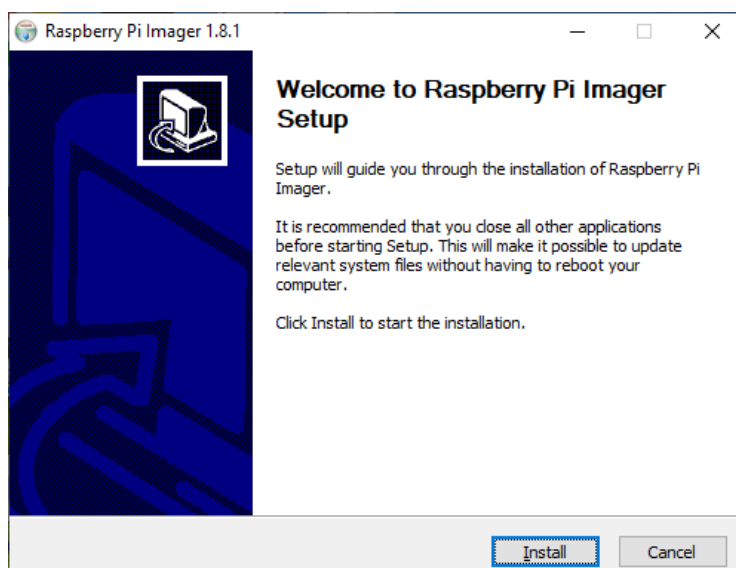 Raspberry Pi Imager 1.8.1
Welcome to Raspberry Pi Imager
Setup
Setup will guide you through the installation of Raspberry Pi
Imager.
It is recommended that you close all other applications
before starting Setup. This will make it possible to update
relevant system files without having to reboot your
computer.
Click Install to start the installation.
Install
Cancel